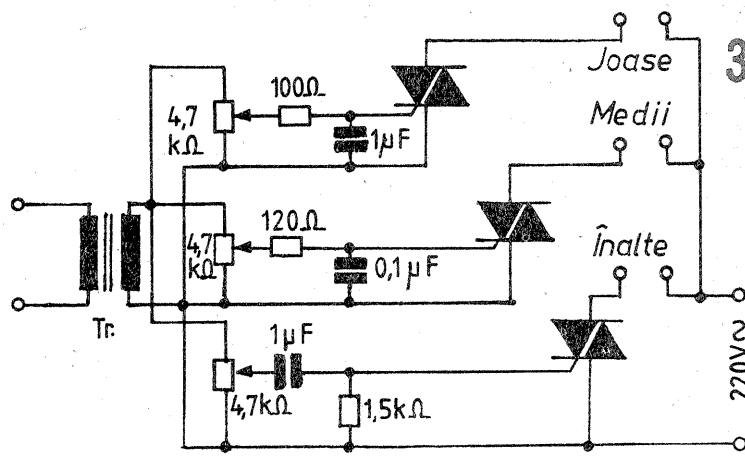 3
Joase
100Ω
4,7
kΩ
1µF
Medii
120Ω
4,7
kΩ
0,1µF
Înalte
Tr.
1µF
4,7kΩ
1,5kΩ
220V~